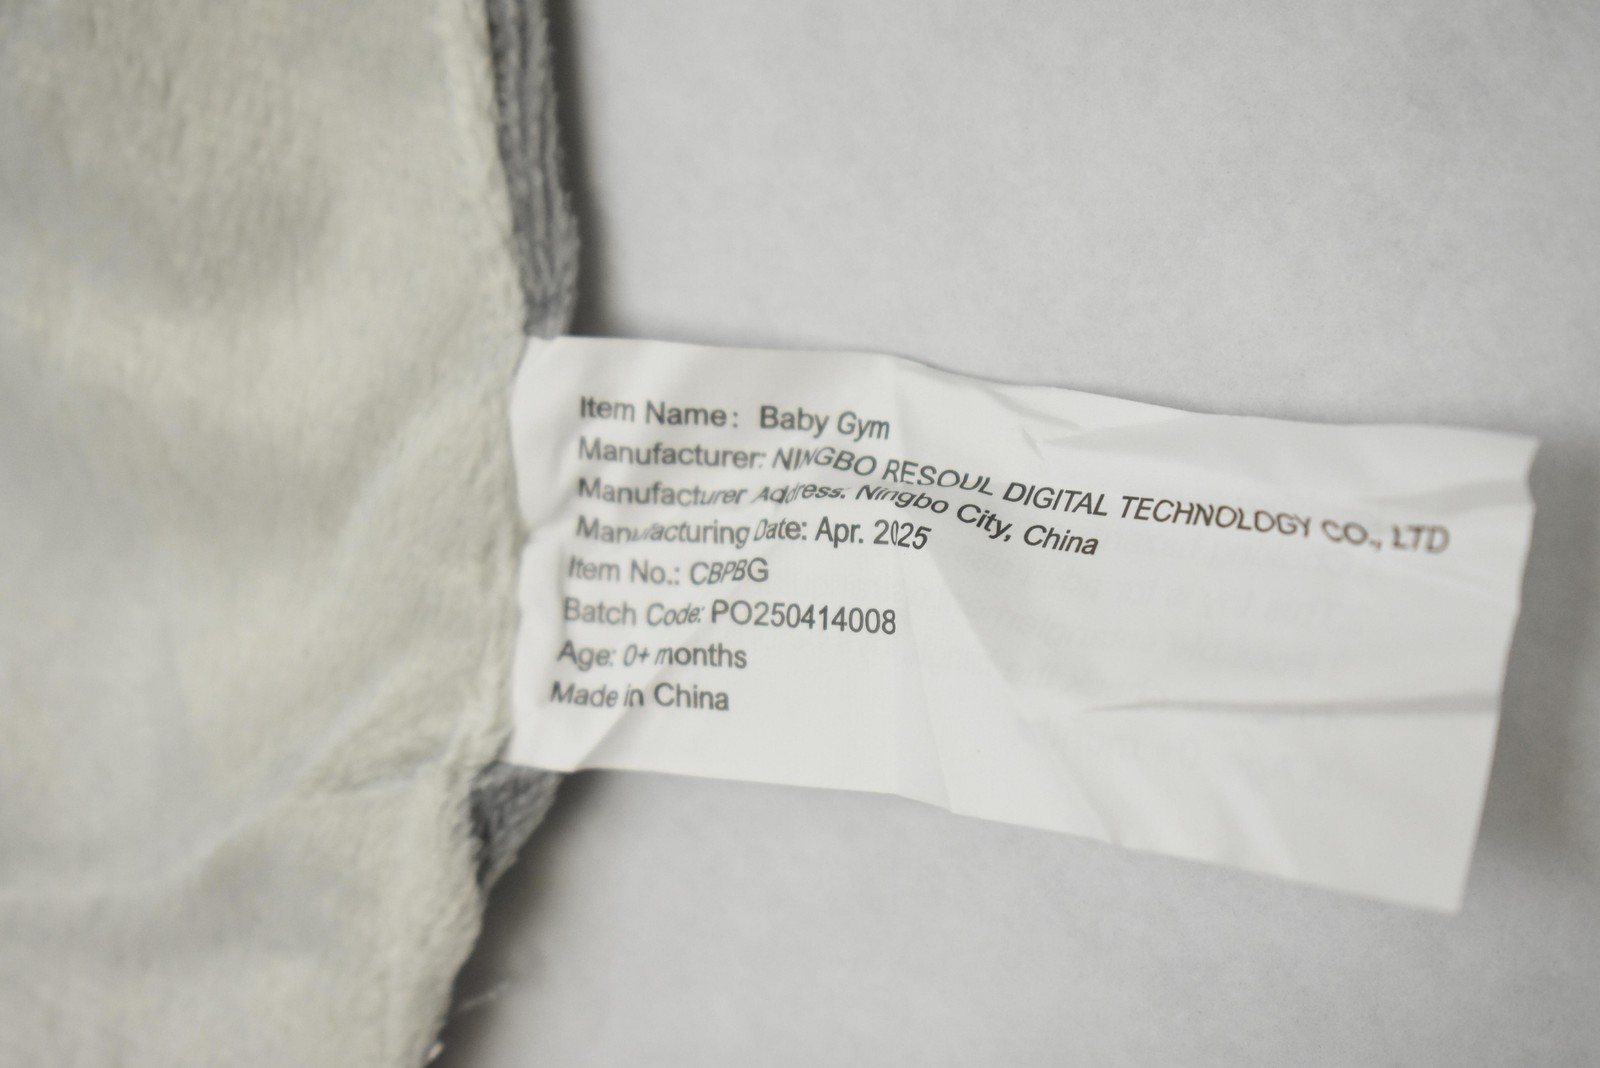 Item Name: Baby Gym
Manufacturer: NINGBO RESOUL DIGITAL TECHNOLOGY CO., LTD
Manufacturer Address: Ningbo City, China
Manufacturing Date: Apr. 2025
Item No.: CBPBG
Batch Code: PO250414008
Age: 0+ months
Made in China